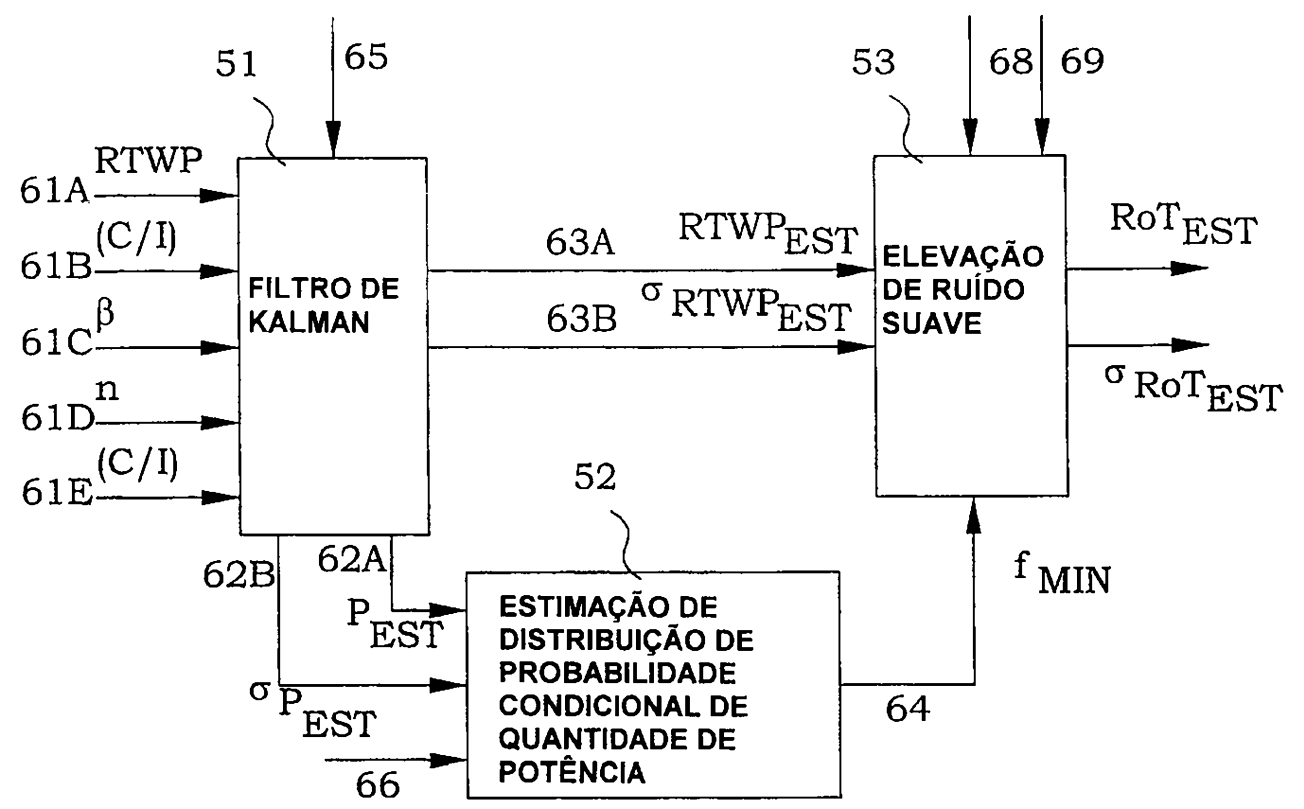 51
65
53
68
69
RTWP
61A
(C/I)
61B
β
61C
n
61D
(C/I)
61E
FILTRO DE
KALMAN
63A
RTWP EST
σ RTWP EST
63B
ELEVAÇÃO
DE RUÍDO
SUAVE
RoT EST
σ RoT EST
52
62B
62A
P EST
σ P EST
66
ESTIMAÇÃO DE
DISTRIBUIÇÃO DE
PROBABILIDADE
CONDICIONAL DE
QUANTIDADE DE
POTÊNCIA
64
f MIN